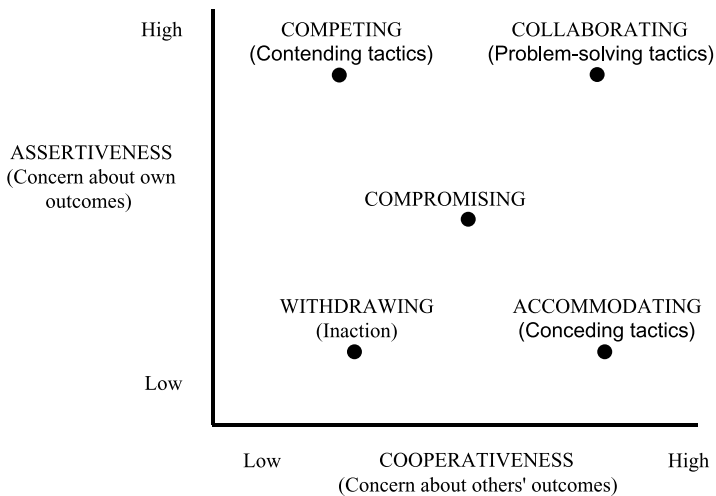 High
COMPETING
(Contending tactics)
COLLABORATING
(Problem-solving tactics)
ASSERTIVENESS
(Concern about own
outcomes)
COMPROMISING
WITHDRAWING
(Inaction)
ACCOMMODATING
(Conceding tactics)
Low
Low
COOPERATIVENESS
High
(Concern about others' outcomes)